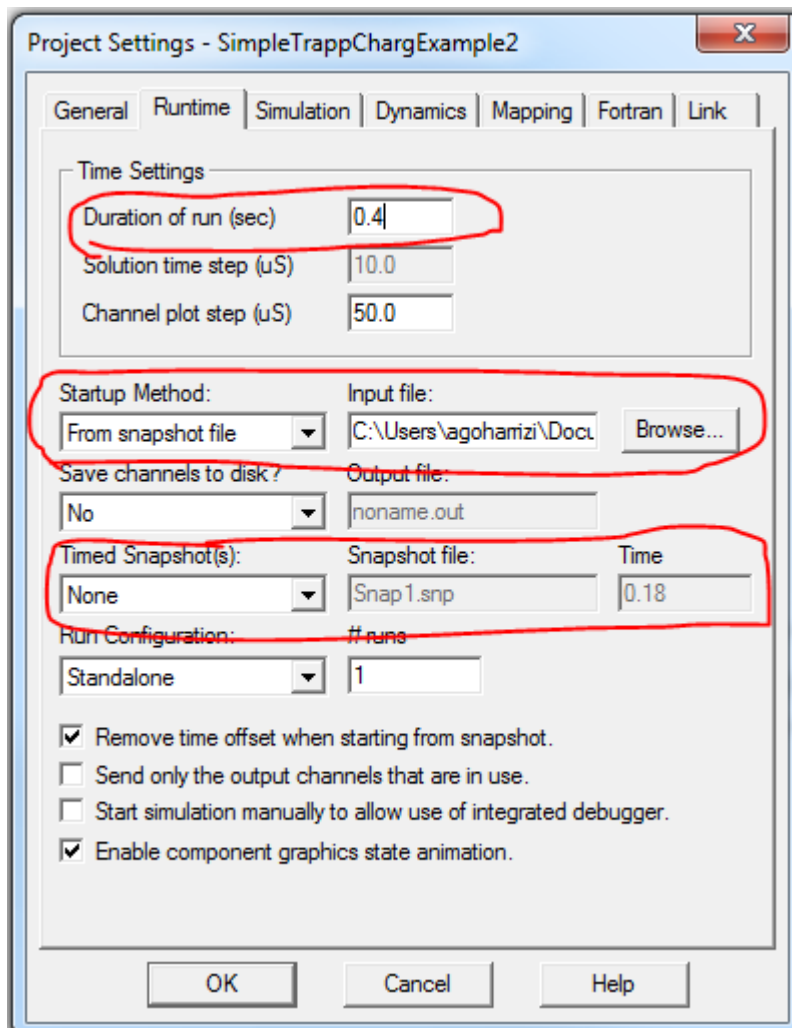 Project Settings - SimpleTrappChargExample2
General Runtime Simulation Dynamics Mapping Fortran Link
Time Settings
Duration of run (sec) 0.4
Solution time step (uS) 10.0
Channel plot step (uS) 50.0
Startup Method: Input file:
From snapshot file C:\Users\agoharrizi\Docu Browse...
Save channels to disk? Output file:
No noname.out
Timed Snapshot(s): Snapshot file: Time
None Snap1.snp 0.18
Run Configuration: # runs
Standalone 1
Remove time offset when starting from snapshot.
Send only the output channels that are in use.
Start simulation manually to allow use of integrated debugger.
Enable component graphics state animation.
OK Cancel Help